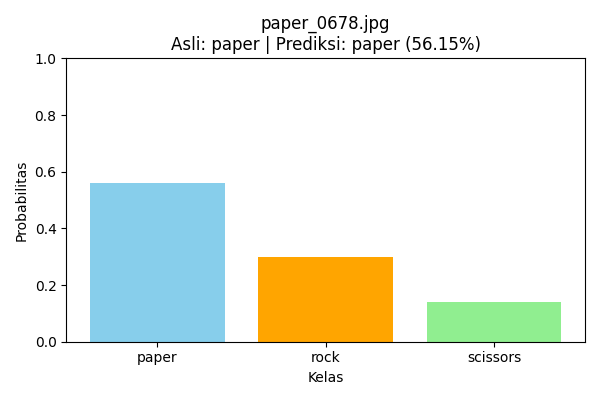 paper_0678.jpg
Asli: paper | Prediksi: paper (56.15%)
1.0
0.8
0.6
0.4
0.2
0.0
Probabilitas
paper rock scissors
Kelas